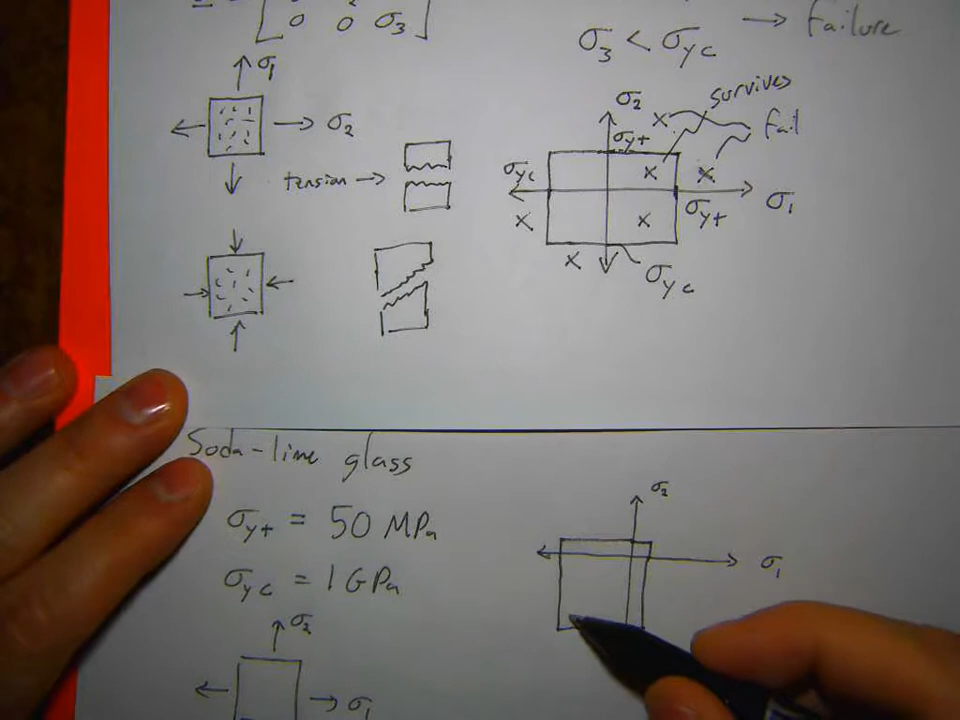 0 0 σ₃
→ Failure
σ₃ < σyc
σ₁
σ₂
tension →
σ₂
survives
fail
σy+
σyc
σ₁
σy+
σyc
Soda-lime glass
σy+ = 50 MPa
σyc = 1 GPa
σ₂
σ₁
σ₂
σ₁